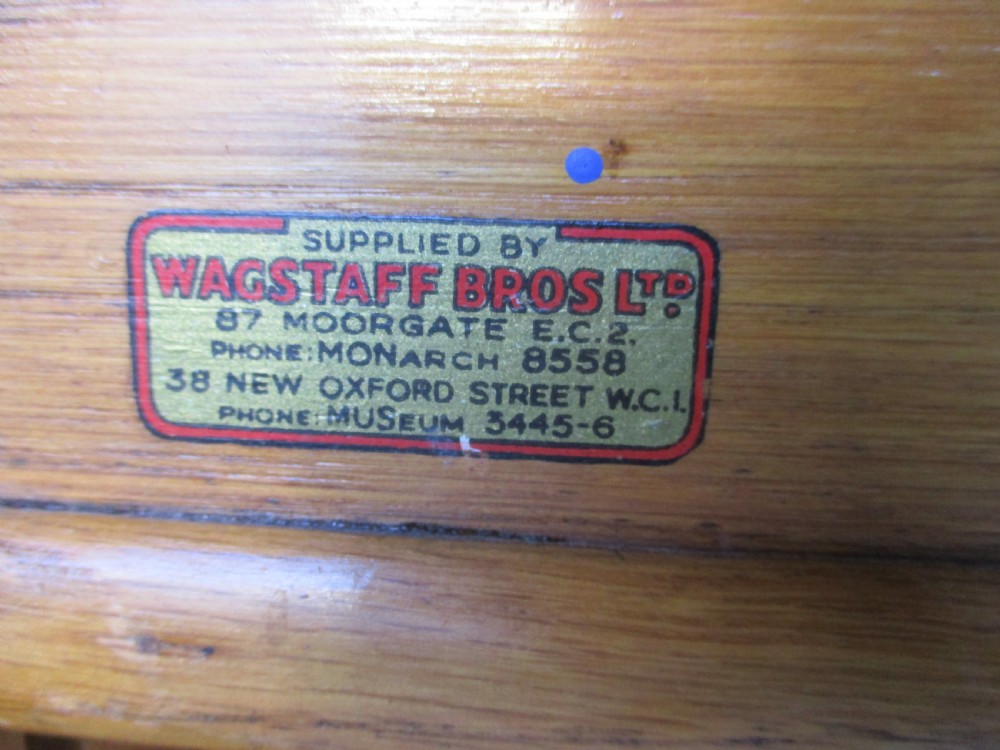 SUPPLIED BY
WAGSTAFF BROS LTD.
87 MOORGATE E.C.2.
PHONE: MONARCH 8558
38 NEW OXFORD STREET W.C.1.
PHONE: MUSEUM 3445-6